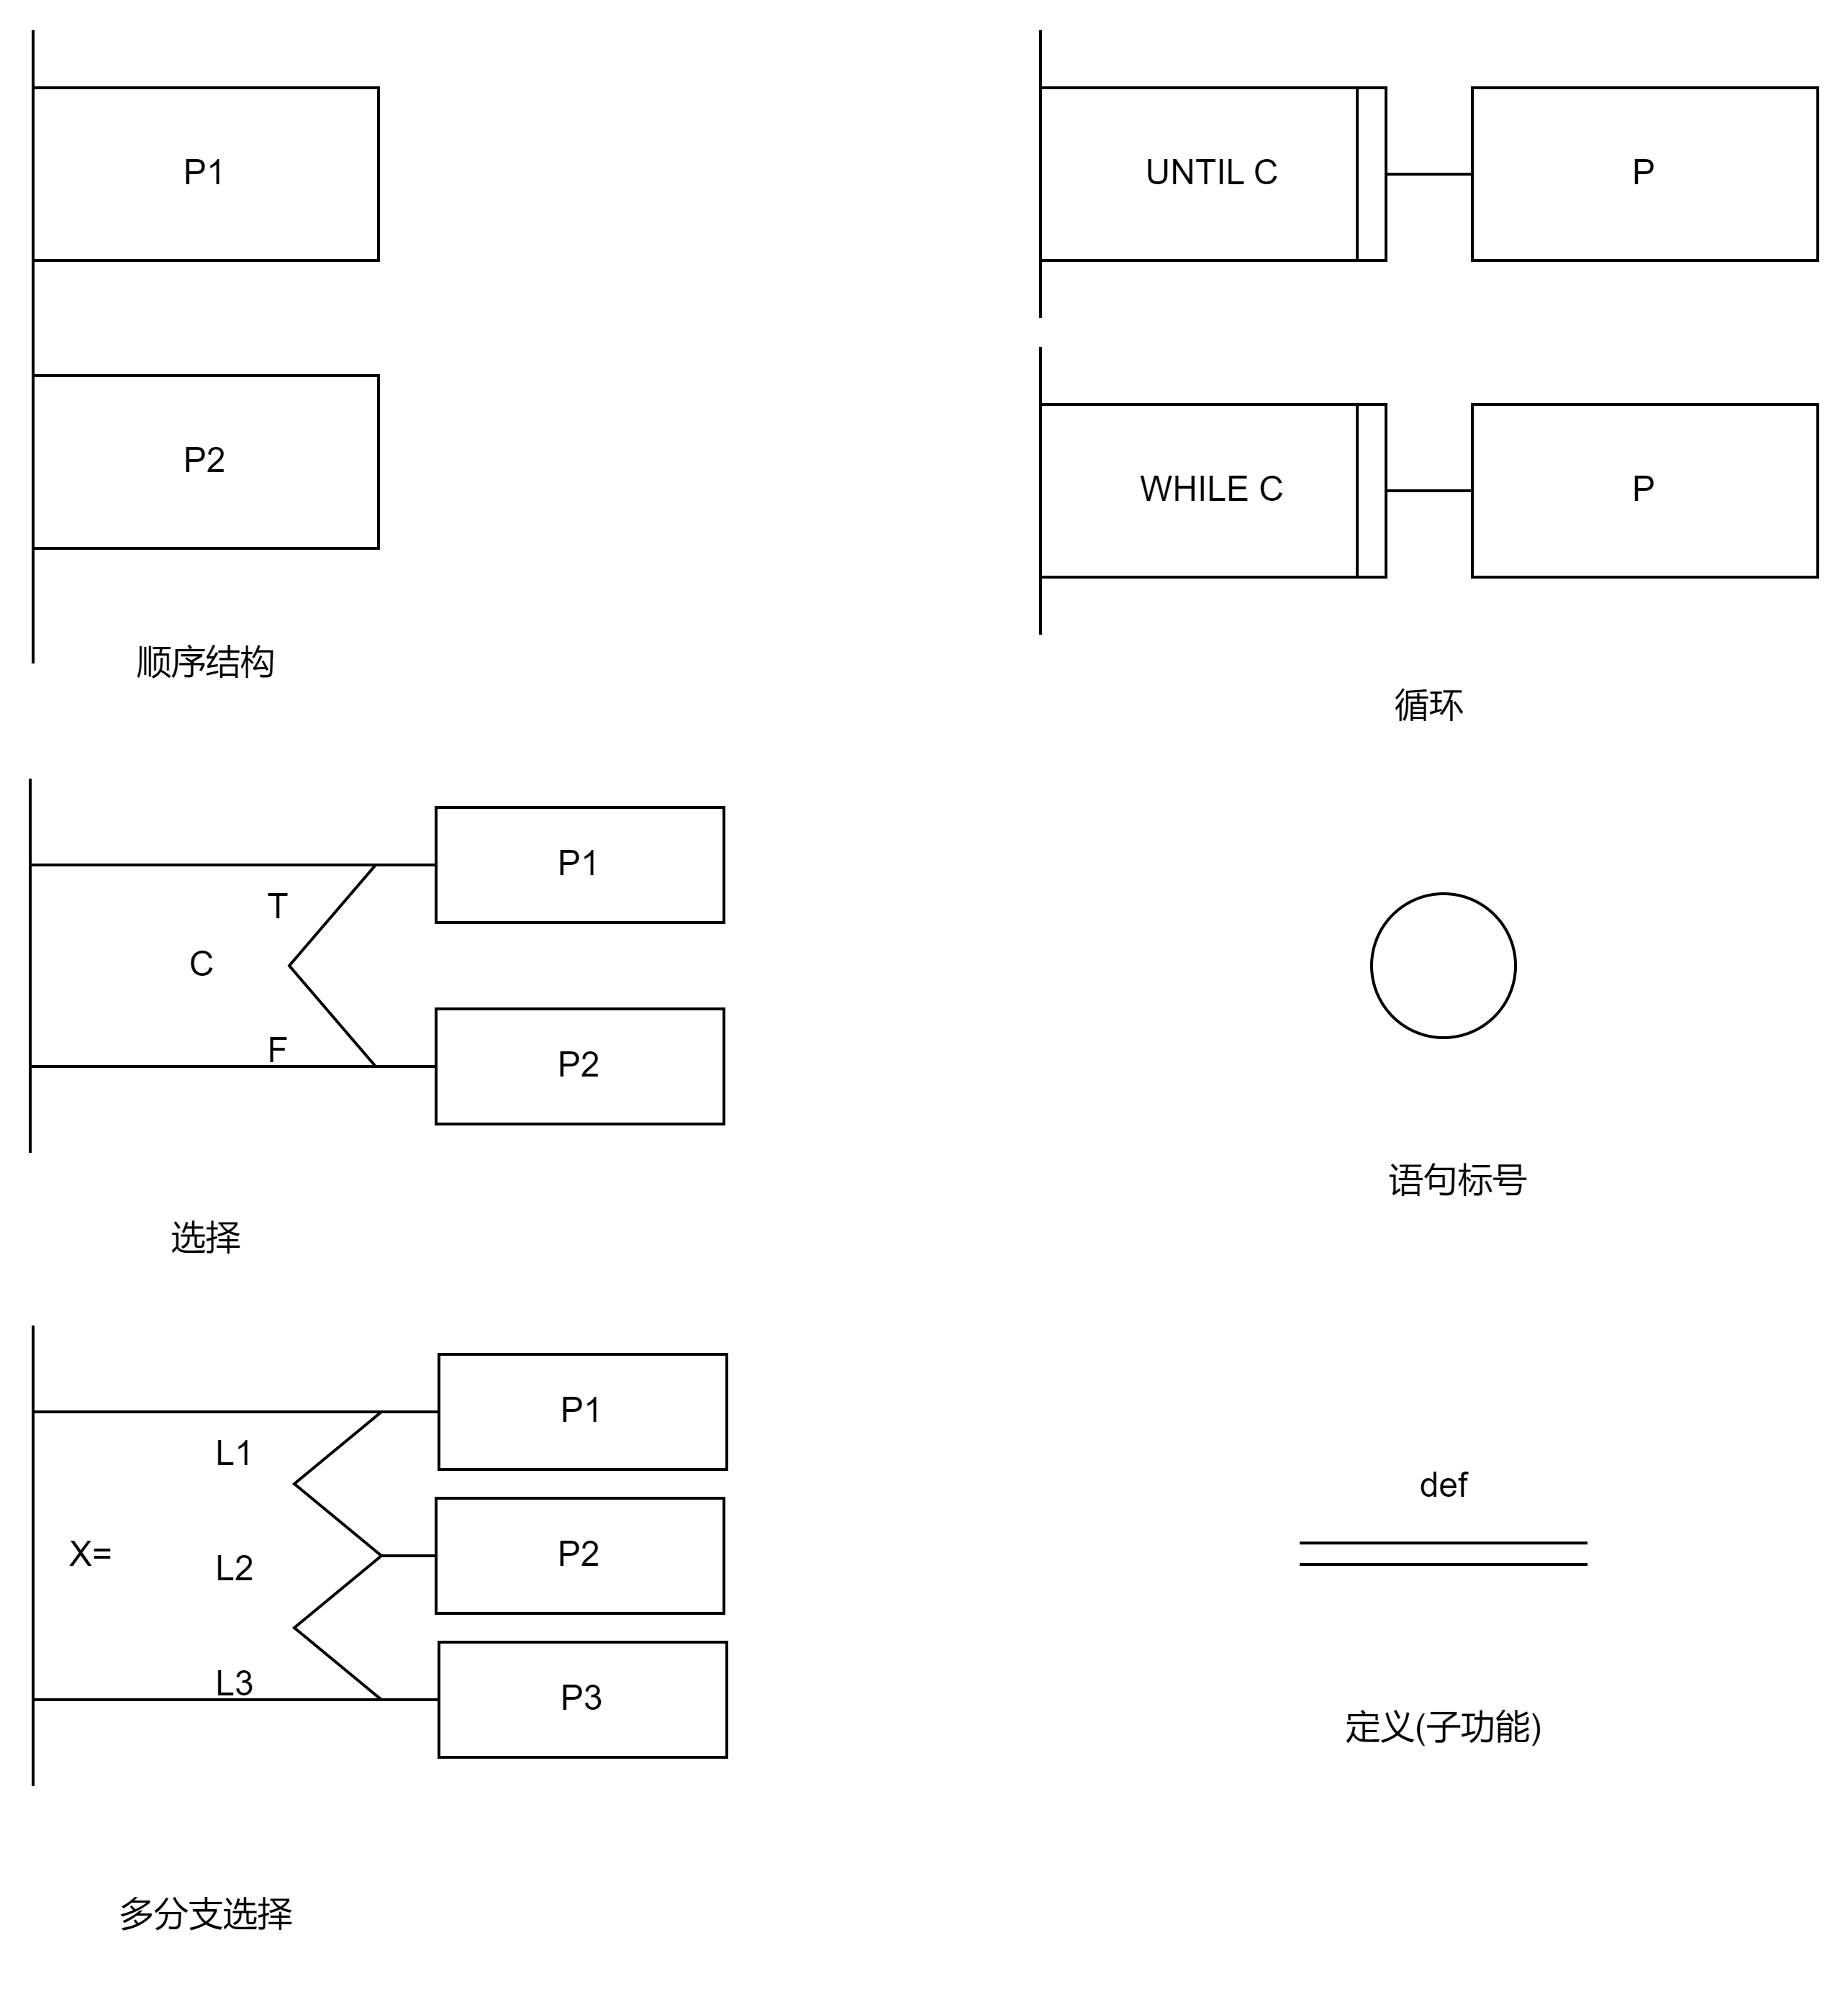 P1
P2
顺序结构
UNTIL C
P
WHILE C
P
循环
P1
T
C
F
P2
选择
语句标号
P1
L1
X=
L2
P2
L3
P3
多分支选择
def
定义(子功能)